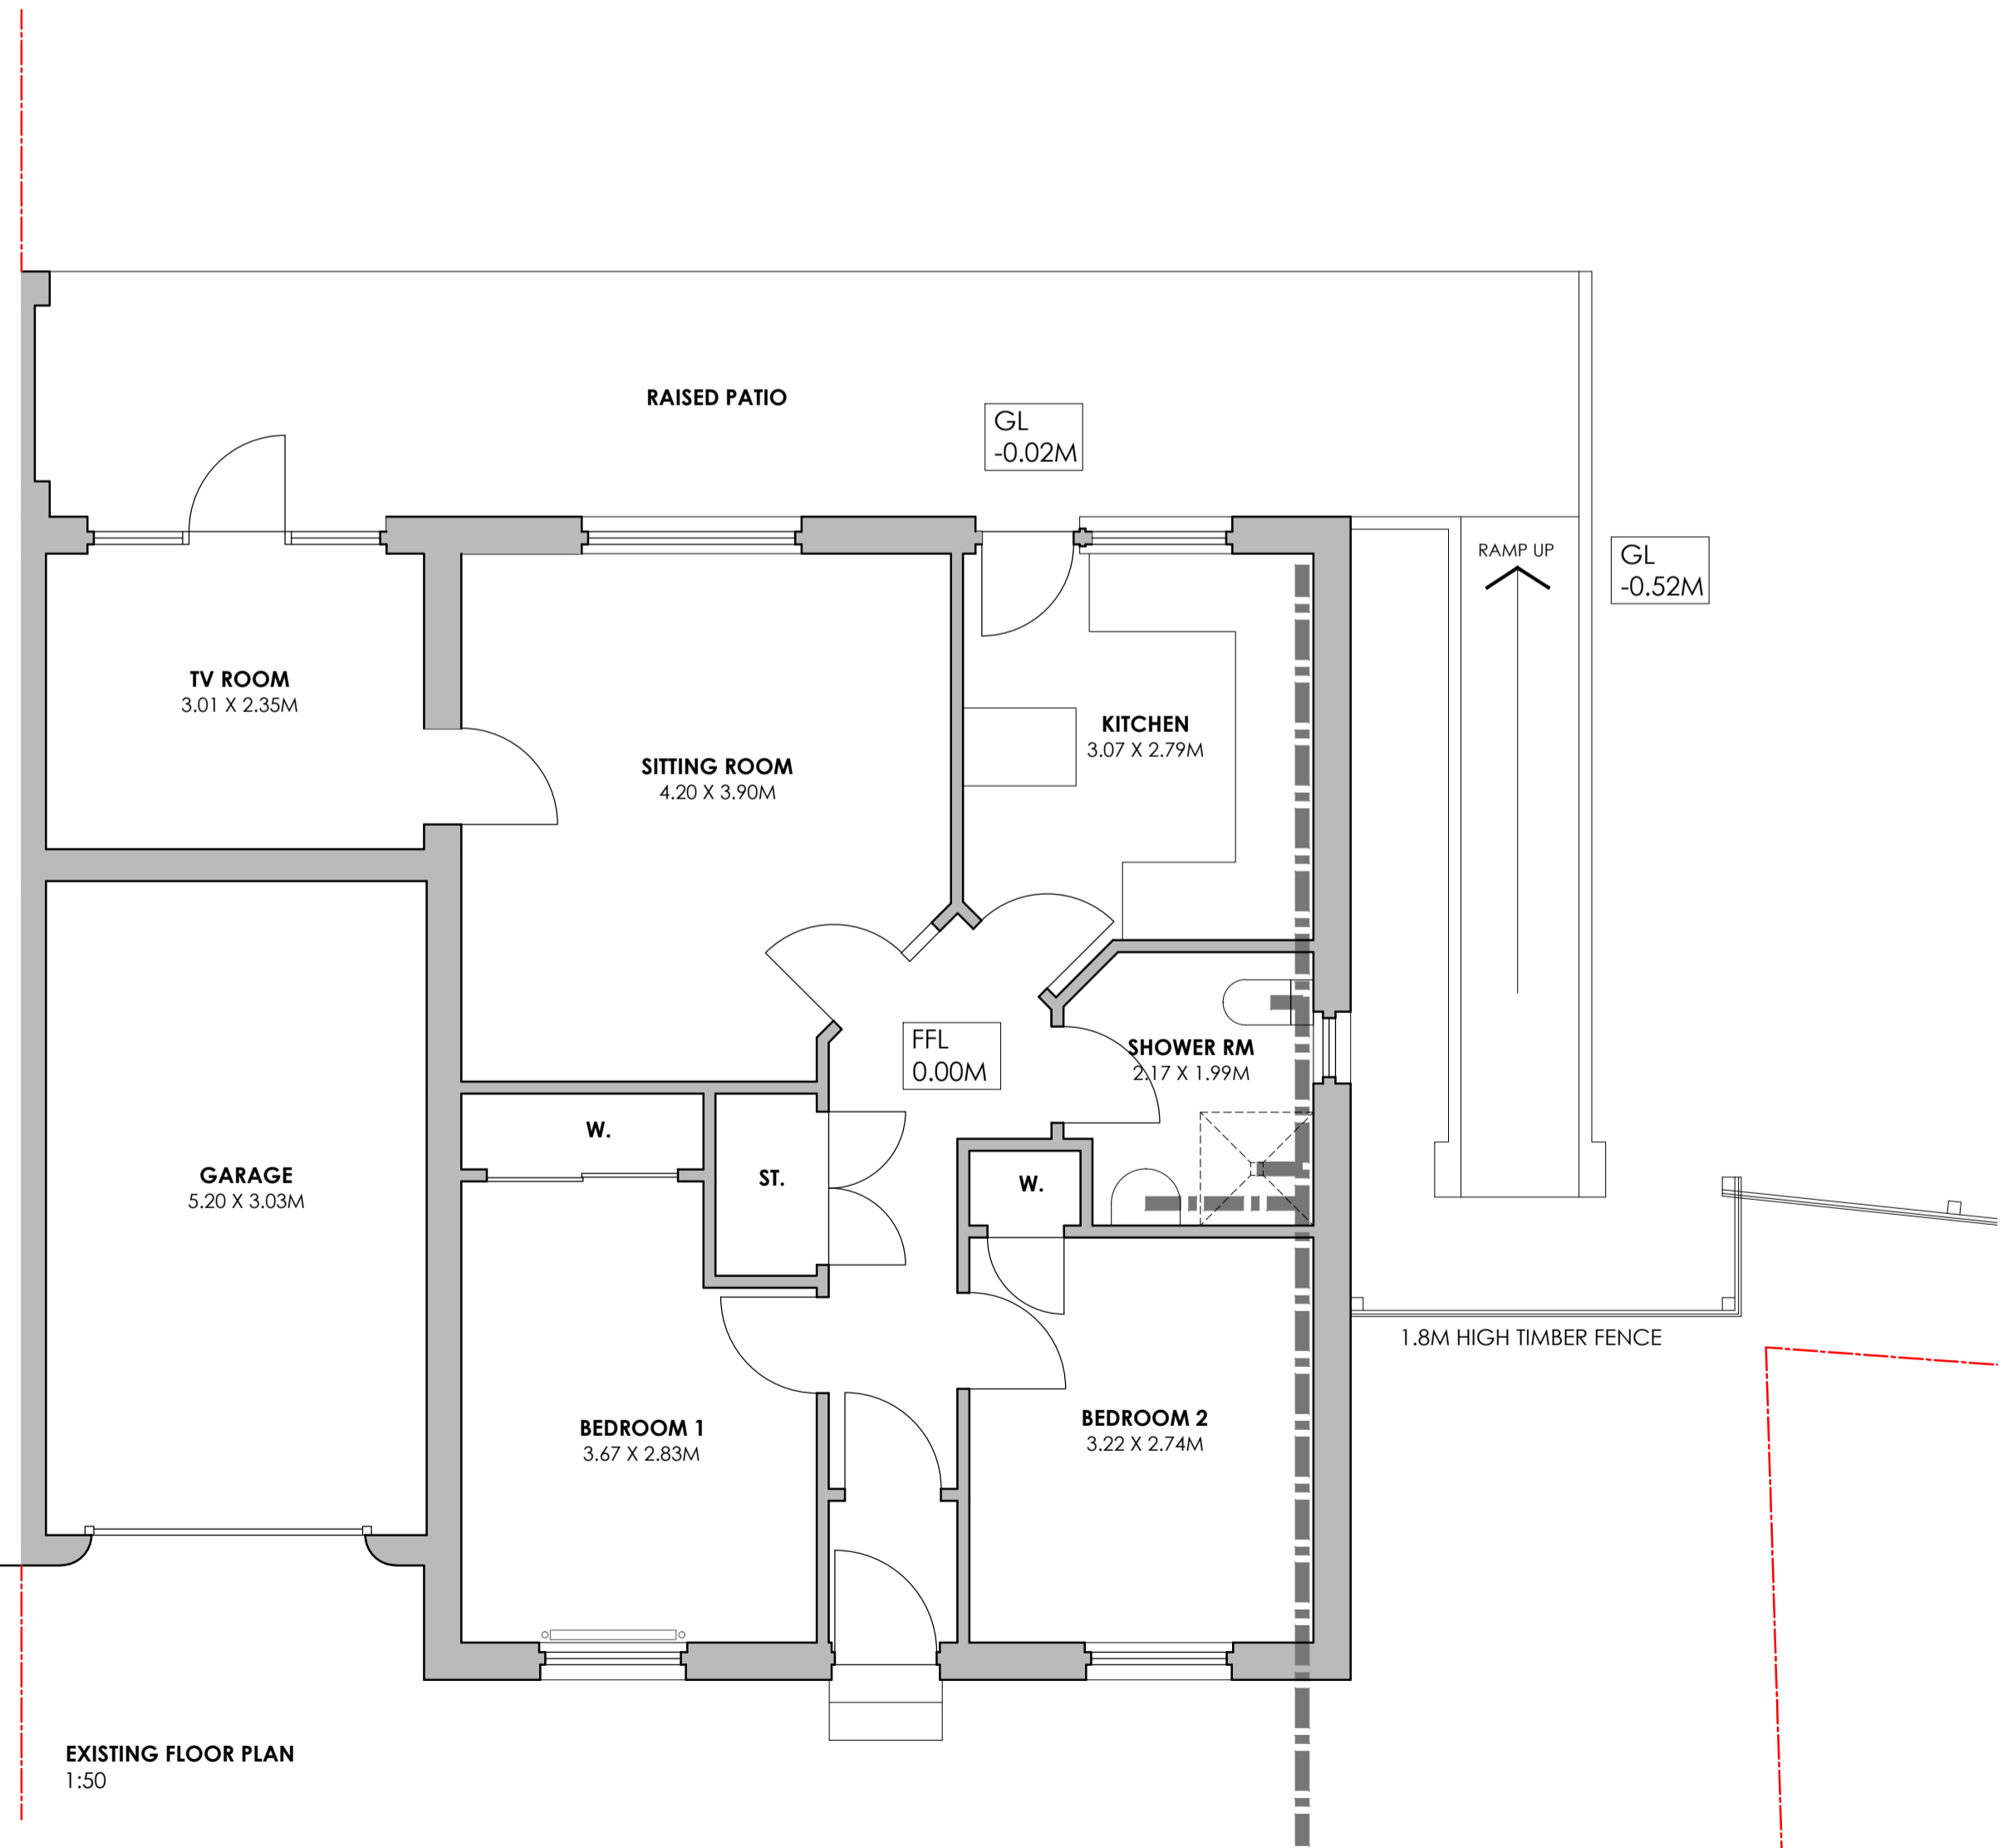 RAISED PATIO
GL
-0.02M
RAMP UP
GL
-0.52M
TV ROOM
3.01 X 2.35M
KITCHEN
3.07 X 2.79M
SITTING ROOM
4.20 X 3.90M
FFL
0.00M
SHOWER RM
2.17 X 1.99M
W.
GARAGE
5.20 X 3.03M
ST.
W.
1.8M HIGH TIMBER FENCE
BEDROOM 1
3.67 X 2.83M
BEDROOM 2
3.22 X 2.74M
EXISTING FLOOR PLAN
1:50